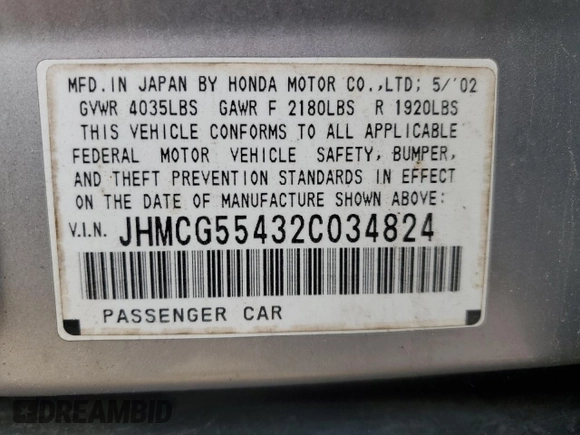 MFD. IN JAPAN BY HONDA MOTOR CO.,LTD; 5/'02
GVWR 4035LBS GAWR F 2180LBS R 1920LBS
THIS VEHICLE CONFORMS TO ALL APPLICABLE
FEDERAL MOTOR VEHICLE SAFETY, BUMPER,
AND THEFT PREVENTION STANDARDS IN EFFECT
ON THE DATE OF MANUFACTURE SHOWN ABOVE:
V.I.N. JHMCG55432C034824
PASSENGER CAR
DREAMBID